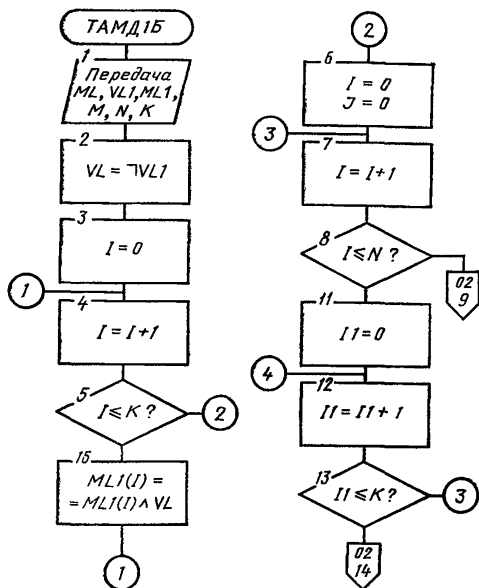 ТАМД1Б
1
Передача
ML, VL1, ML1,
M, N, K
2
VL = ¬VL1
3
I = 0
1
4
I = I+1
5
I ≤ K ?
2
15
ML1(I) =
= ML1(I) ∧ VL
1
2
6
I = 0
J = 0
3
7
I = I+1
8
I ≤ N ?
02
9
11
I1 = 0
4
12
I1 = I1 + 1
13
I1 ≤ K?
3
02
14